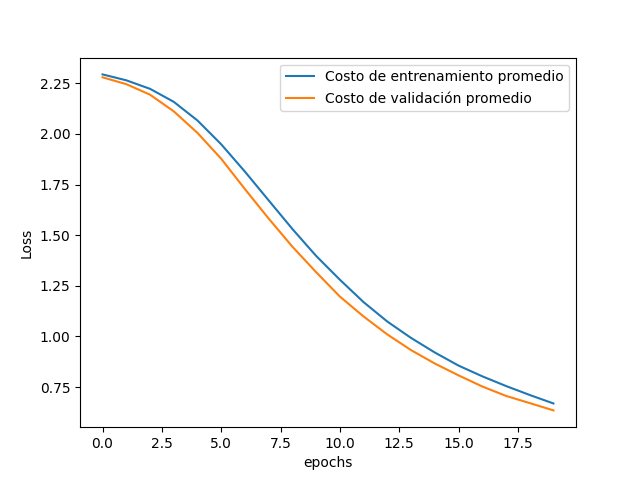 Costo de entrenamiento promedio
Costo de validación promedio
2.25
2.00
1.75
1.50
1.25
1.00
0.75
Loss
0.0 2.5 5.0 7.5 10.0 12.5 15.0 17.5
epochs